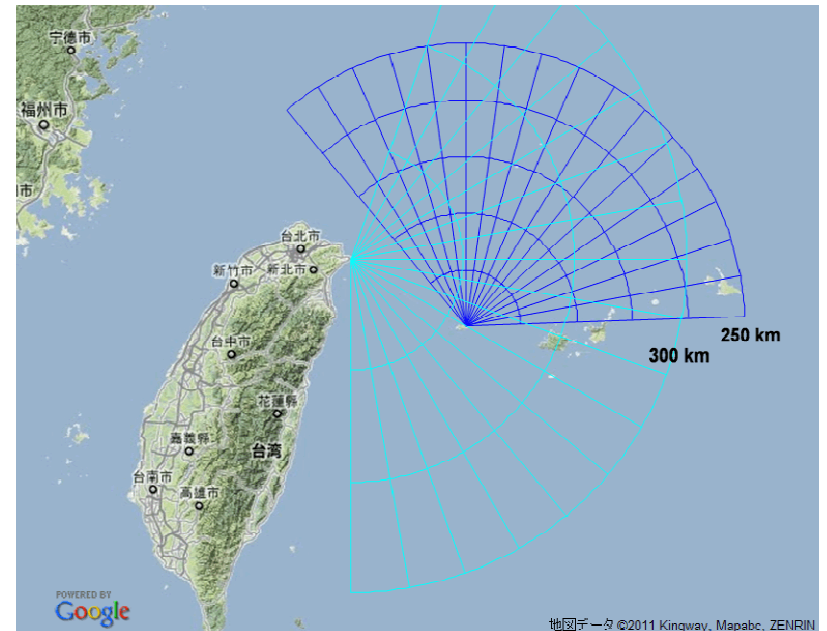 宁德市
福州市
市
台北市
新竹市 新北市
台中市
花蓮縣
嘉義縣
台湾
台南市
高雄市
250 km
300 km
POWERED BY
Google
地図データ ©2011 Kingway, Mapabc, ZENRIN